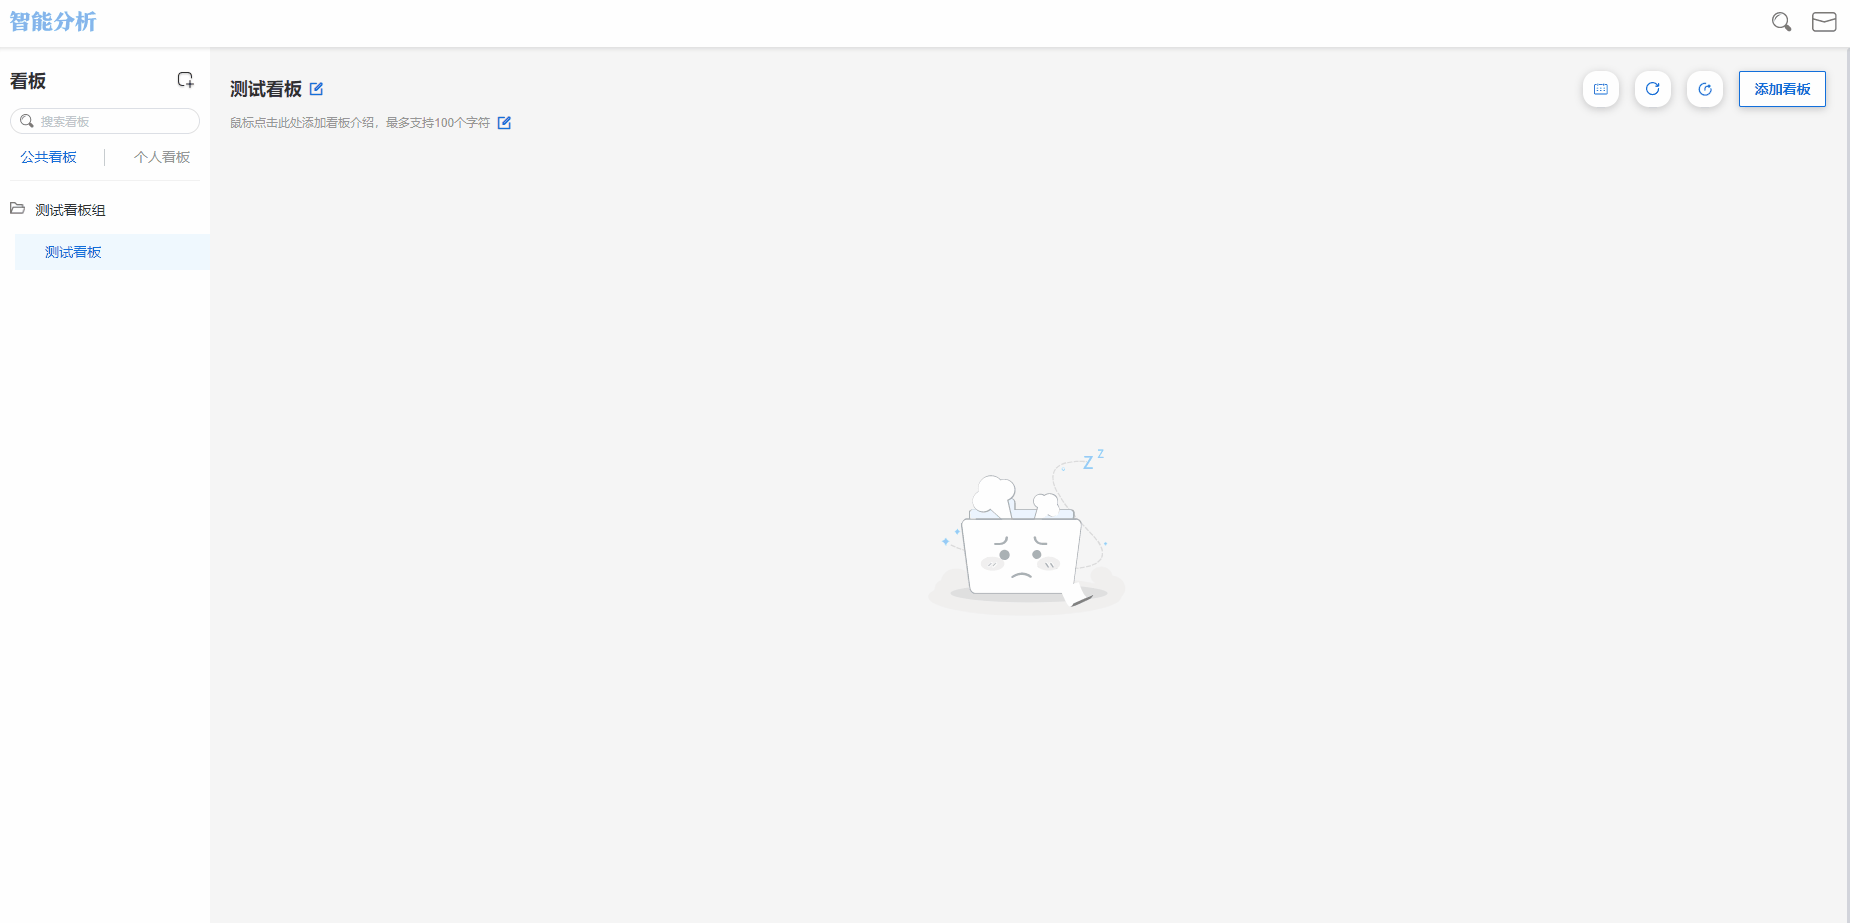 智能分析
看板
搜索看板
公共看板
个人看板
测试看板组
测试看板
测试看板
鼠标点击此处添加看板介绍，最多支持100个字符
添加看板
Z z